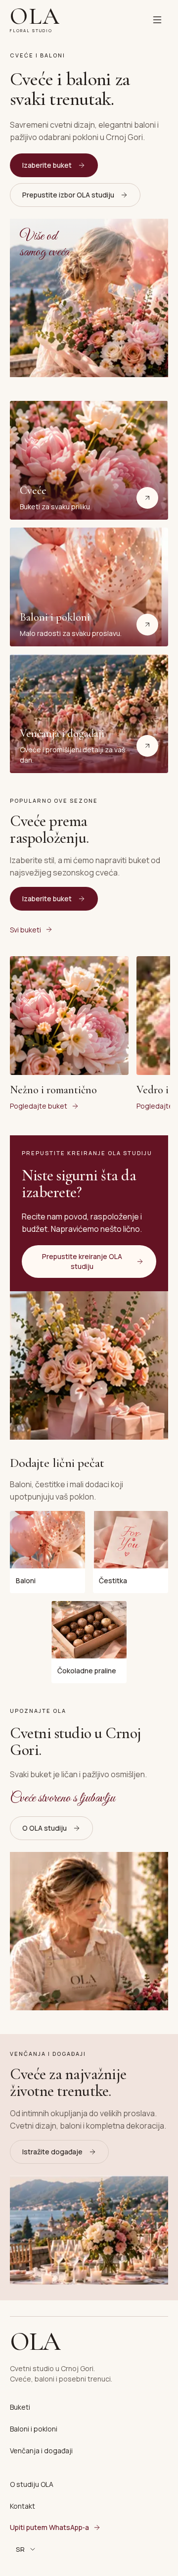 OLA
FLORAL STUDIO
CVEĆE I BALONI
Cveće i baloni za
svaki trenutak.
Savremeni cvetni dizajn, elegantni baloni i
pažljivo odabrani pokloni u Crnoj Gori.
Izaberite buket →
Prepustite izbor OLA studiju →
Više od
samog cveća
Cveće
Buketi za svaku priliku.
Baloni i pokloni
Malo radosti za svaku proslavu.
Venčanja i događaji
Cveće i promišljeni detalji za vaš
dan.
POPULARNO OVE SEZONE
Cveće prema
raspoloženju.
Izaberite stil, a mi ćemo napraviti buket od
najsvežijeg sezonskog cveća.
Izaberite buket →
Svi buketi →
Nežno i romantično
Pogledajte buket →
Vedro i
Pogledajte
PREPUSTITE KREIRANJE OLA STUDIJU
Niste sigurni šta da
izaberete?
Recite nam povod, raspoloženje i
budžet. Napravićemo nešto lično.
Prepustite kreiranje OLA
studiju →
Dodajte lični pečat
Baloni, čestitke i mali dodaci koji
upotpunjuju vaš poklon.
Baloni
For
You
Čestitka
Čokoladne praline
UPOZNAJTE OLA
Cvetni studio u Crnoj
Gori.
Svaki buket je ličan i pažljivo osmišljen.
Cveće stvoreno s ljubavlju
O OLA studiju →
OLA
VENČANJA I DOGAĐAJI
Cveće za najvažnije
životne trenutke.
Od intimnih okupljanja do velikih proslava.
Cvetni dizajn, baloni i kompletna dekoracija.
Istražite događaje →
OLA
Cvetni studio u Crnoj Gori.
Cveće, baloni i posebni trenuci.
Buketi
Baloni i pokloni
Venčanja i događaji
O studiju OLA
Kontakt
Upiti putem WhatsApp-a →
SR